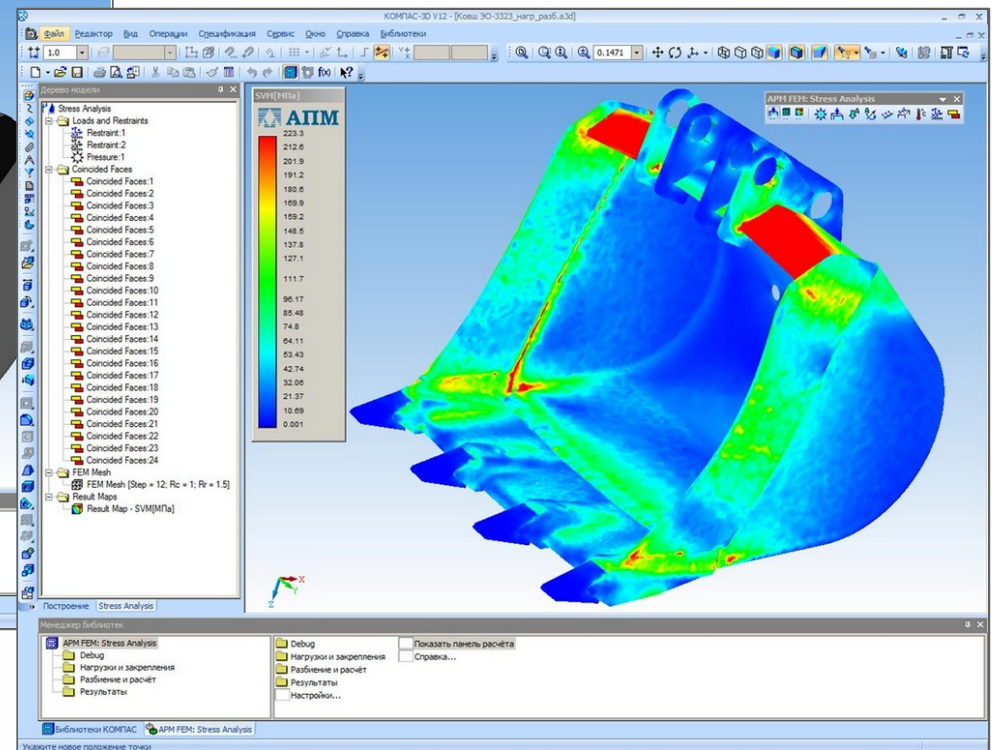 КОМПАС-3D V12 - [Ковш ЭО-3323_нагр_разб.a3d]
Файл Редактор Вид Операции Спецификация Сервис Окно Справка Библиотеки
1.0
0.1471
f(x)
Дерево модели
Stress Analysis
Loads and Restraints
Restraint:1
Restraint:2
Pressure:1
Coincided Faces
Coincided Faces:1
Coincided Faces:2
Coincided Faces:3
Coincided Faces:4
Coincided Faces:5
Coincided Faces:6
Coincided Faces:7
Coincided Faces:8
Coincided Faces:9
Coincided Faces:10
Coincided Faces:11
Coincided Faces:12
Coincided Faces:13
Coincided Faces:14
Coincided Faces:15
Coincided Faces:16
Coincided Faces:17
Coincided Faces:18
Coincided Faces:19
Coincided Faces:20
Coincided Faces:21
Coincided Faces:22
Coincided Faces:23
Coincided Faces:24
FEM Mesh
FEM Mesh [Step = 12; Rc = 1; Rr = 1.5]
Result Maps
Result Map - SVM[МПа]
Построение Stress Analysis
SVM[МПа]
АПМ
223.3
212.6
201.9
191.2
180.6
169.9
159.2
148.5
137.8
127.1
111.7
96.17
85.48
74.8
64.11
53.43
42.74
32.06
21.37
10.69
0.001
APM FEM: Stress Analysis
X
Y
Z
Менеджер библиотек
APM FEM: Stress Analysis
Debug
Нагрузки и закрепления
Разбиение и расчёт
Результаты
Debug
Нагрузки и закрепления
Разбиение и расчёт
Результаты
Настройки...
Показать панель расчёта
Справка...
Библиотеки КОМПАС APM FEM: Stress Analysis
Укажите новое положение точки